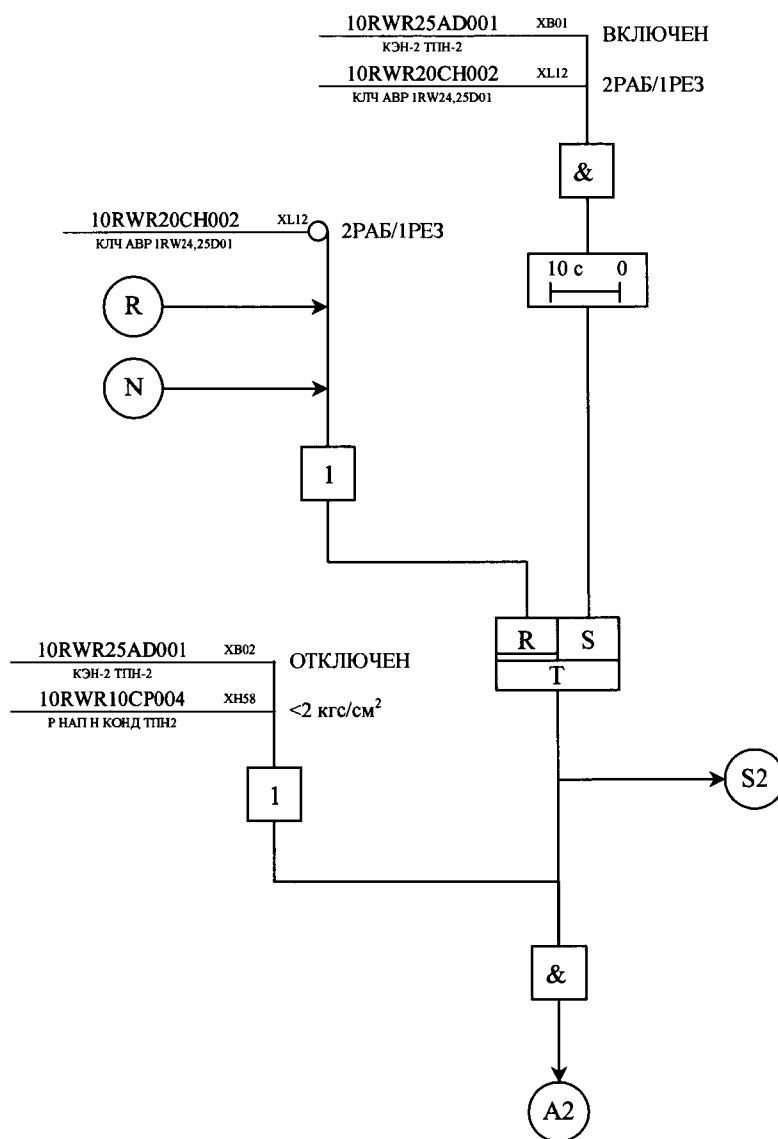 10RWR25AD001 XB01 ВКЛЮЧЕН
КЭН-2 ТПН-2
10RWR20CH002 XL12 2РАБ/1РЕЗ
КЛЧ АВР 1RW24,25D01
&
10RWR20CH002 XL12 2РАБ/1РЕЗ
КЛЧ АВР 1RW24,25D01
10 с 0
R
N
1
R S
T
10RWR25AD001 XB02 ОТКЛЮЧЕН
КЭН-2 ТПН-2
10RWR10CP004 XH58 <2 кгс/см²
Р НАП Н КОНД ТПН2
S2
1
&
A2